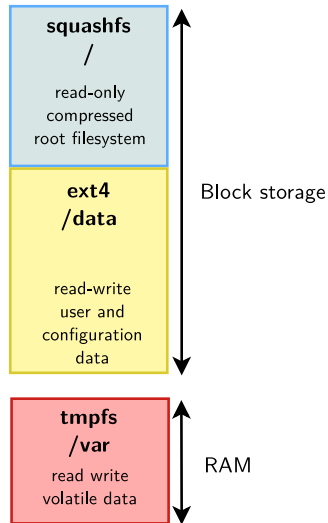 squashfs
/
read-only
compressed
root filesystem
Block storage
ext4
/data
read-write
user and
configuration
data
tmpfs
/var
read write
volatile data
RAM